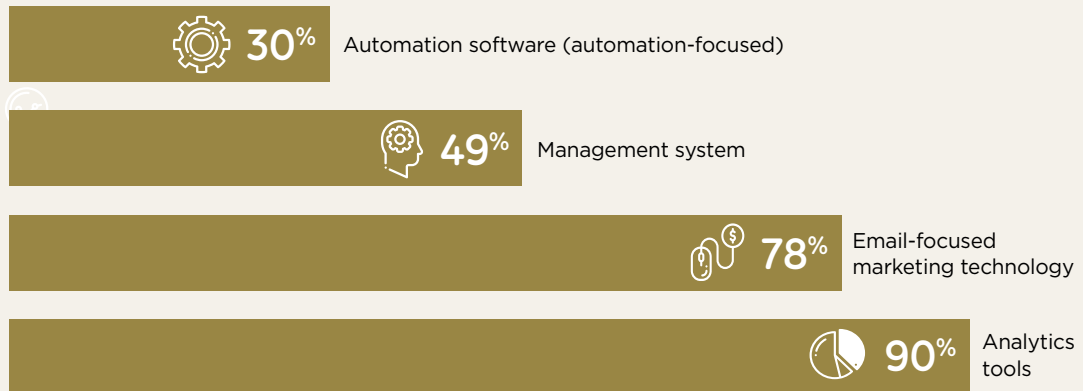 30% Automation software (automation-focused)
49% Management system
78% Email-focused
marketing technology
90% Analytics
tools